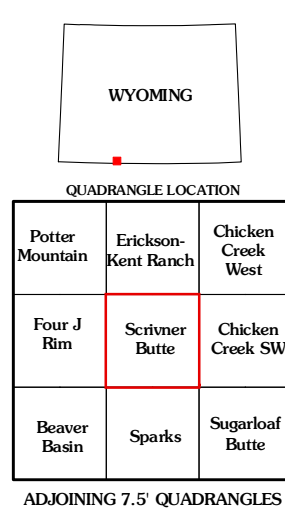 WYOMING
QUADRANGLE LOCATION
Potter
Mountain
Erickson-
Kent Ranch
Chicken
Creek
West
Four J
Rim
Scrivner
Butte
Chicken
Creek SW
Beaver
Basin
Sparks
Sugarloaf
Butte
ADJOINING 7.5' QUADRANGLES